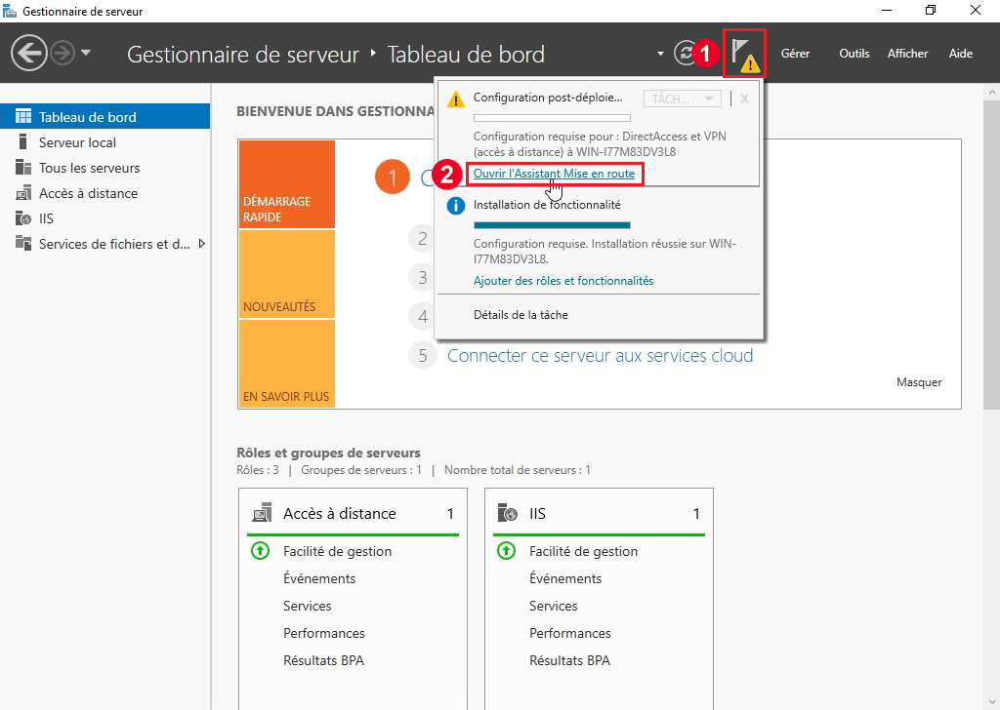 Gestionnaire de serveur
Gestionnaire de serveur ‣ Tableau de bord
1
Gérer
Outils
Afficher
Aide
Tableau de bord
Serveur local
Tous les serveurs
Accès à distance
IIS
Services de fichiers et d...
BIENVENUE DANS GESTIONNA
Configuration post-déploie...
TÂCH...
X
Configuration requise pour : DirectAccess et VPN
(accès à distance) à WIN-I77M83DV3L8
2
Ouvrir l'Assistant Mise en route
Installation de fonctionnalité
Configuration requise. Installation réussie sur WIN-
I77M83DV3L8.
Ajouter des rôles et fonctionnalités
Détails de la tâche
DÉMARRAGE
RAPIDE
NOUVEAUTÉS
EN SAVOIR PLUS
1
2
3
4
5 Connecter ce serveur aux services cloud
Masquer
Rôles et groupes de serveurs
Rôles : 3 | Groupes de serveurs : 1 | Nombre total de serveurs : 1
Accès à distance 1
Facilité de gestion
Événements
Services
Performances
Résultats BPA
IIS 1
Facilité de gestion
Événements
Services
Performances
Résultats BPA